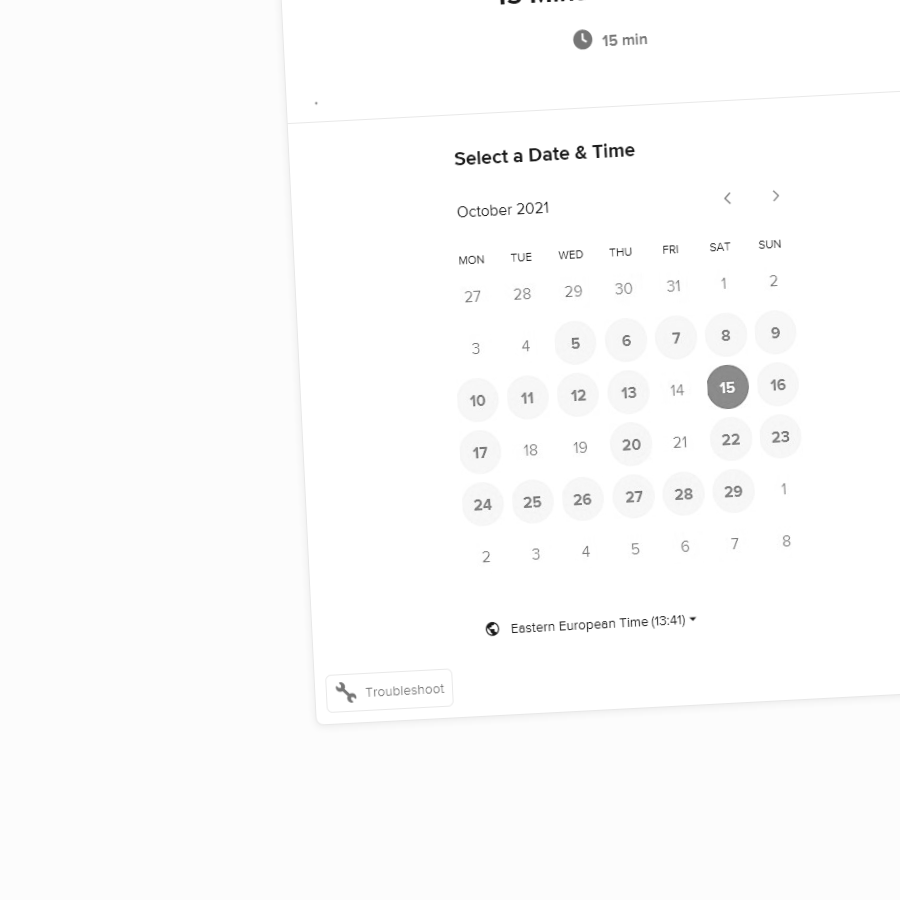 15 min
Select a Date & Time
October 2021
MON TUE WED THU FRI SAT SUN
27 28 29 30 31 1 2
3 4 5 6 7 8 9
10 11 12 13 14 15 16
17 18 19 20 21 22 23
24 25 26 27 28 29 1
2 3 4 5 6 7 8
Eastern European Time (13:41)
Troubleshoot